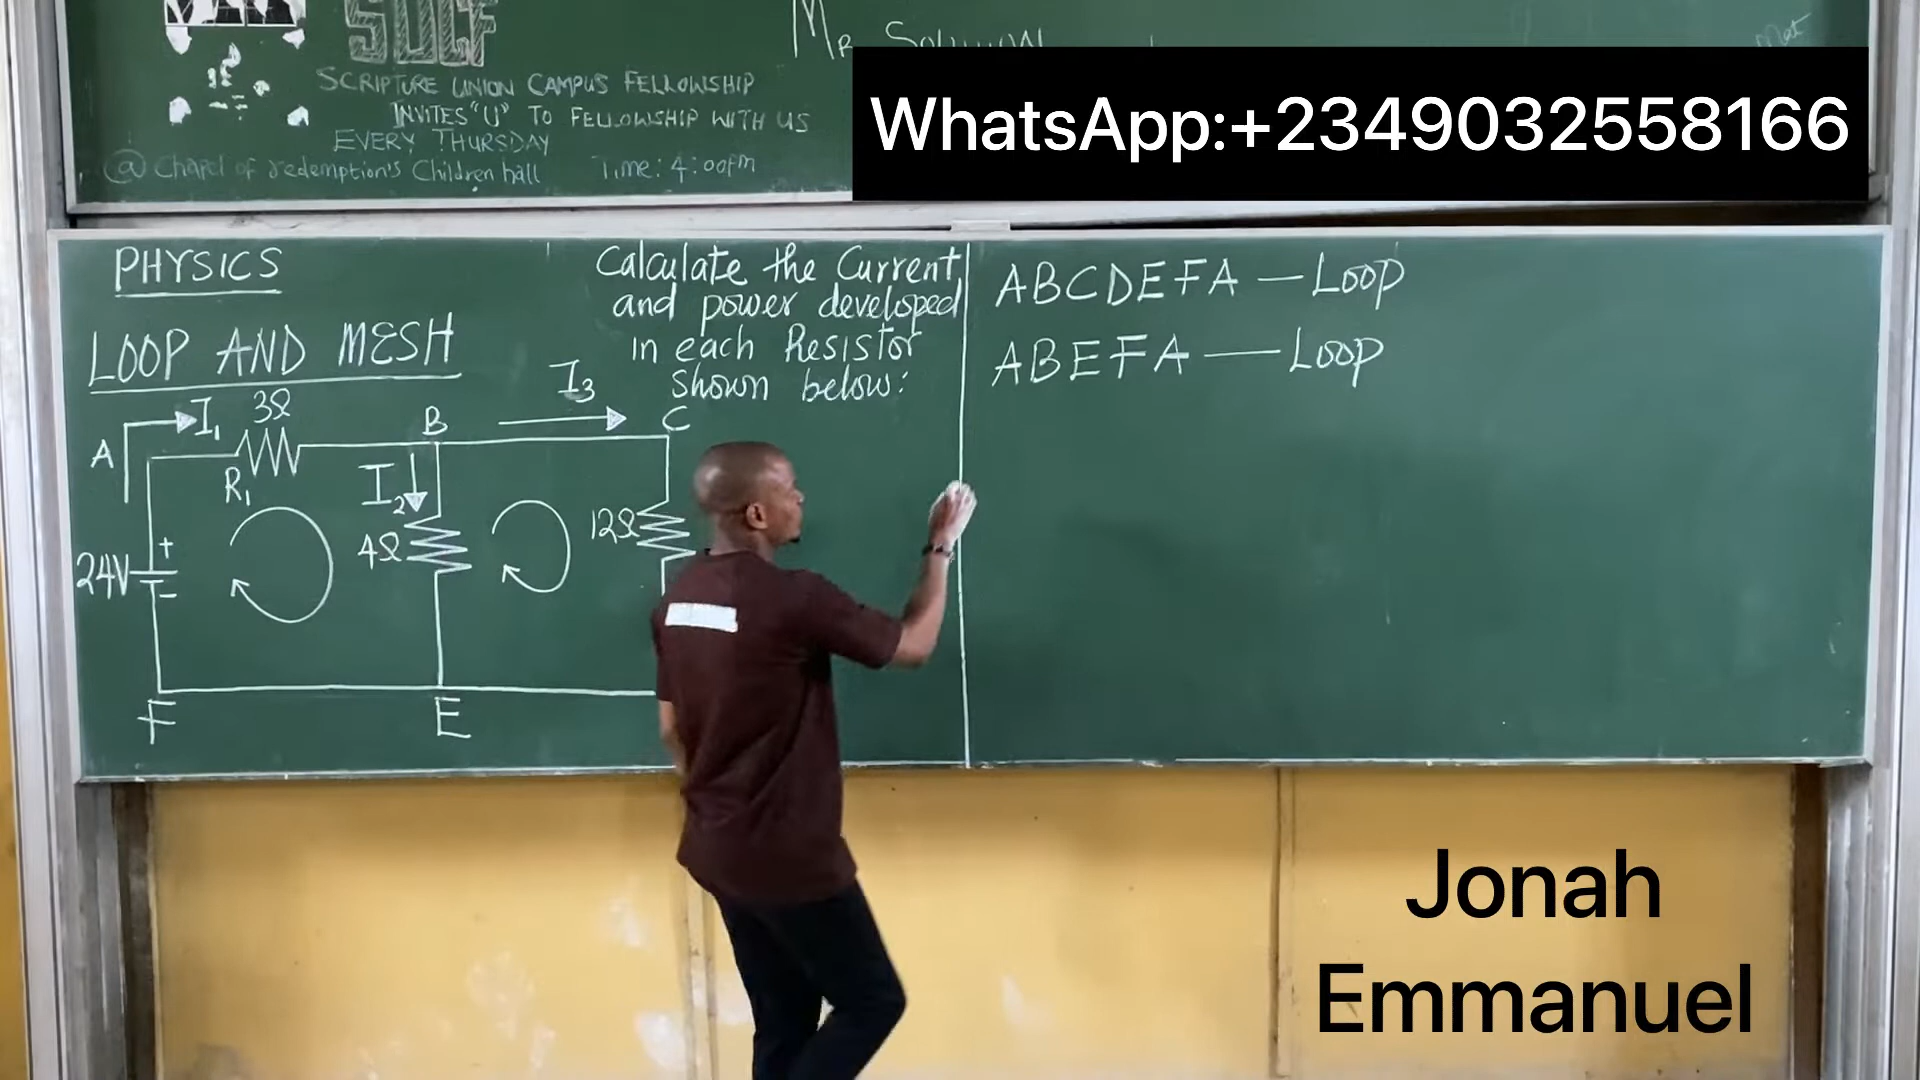 SUCF
SCRIPTURE UNION CAMPUS FELLOWSHIP
INVITES "U" TO FELLOWSHIP WITH US
EVERY THURSDAY
@ Chapel of redemption's Children hall Time: 4:00pm
Mat
WhatsApp:+2349032558166
PHYSICS
LOOP AND MESH
Calculate the Current
and power developed
in each Resistor
Shown below:
A
I₁
3Ω
R₁
B
I₃
C
I₂
4Ω
12Ω
24V
+
-
F
E
ABCDEFA — Loop
ABEFA — Loop
Jonah
Emmanuel